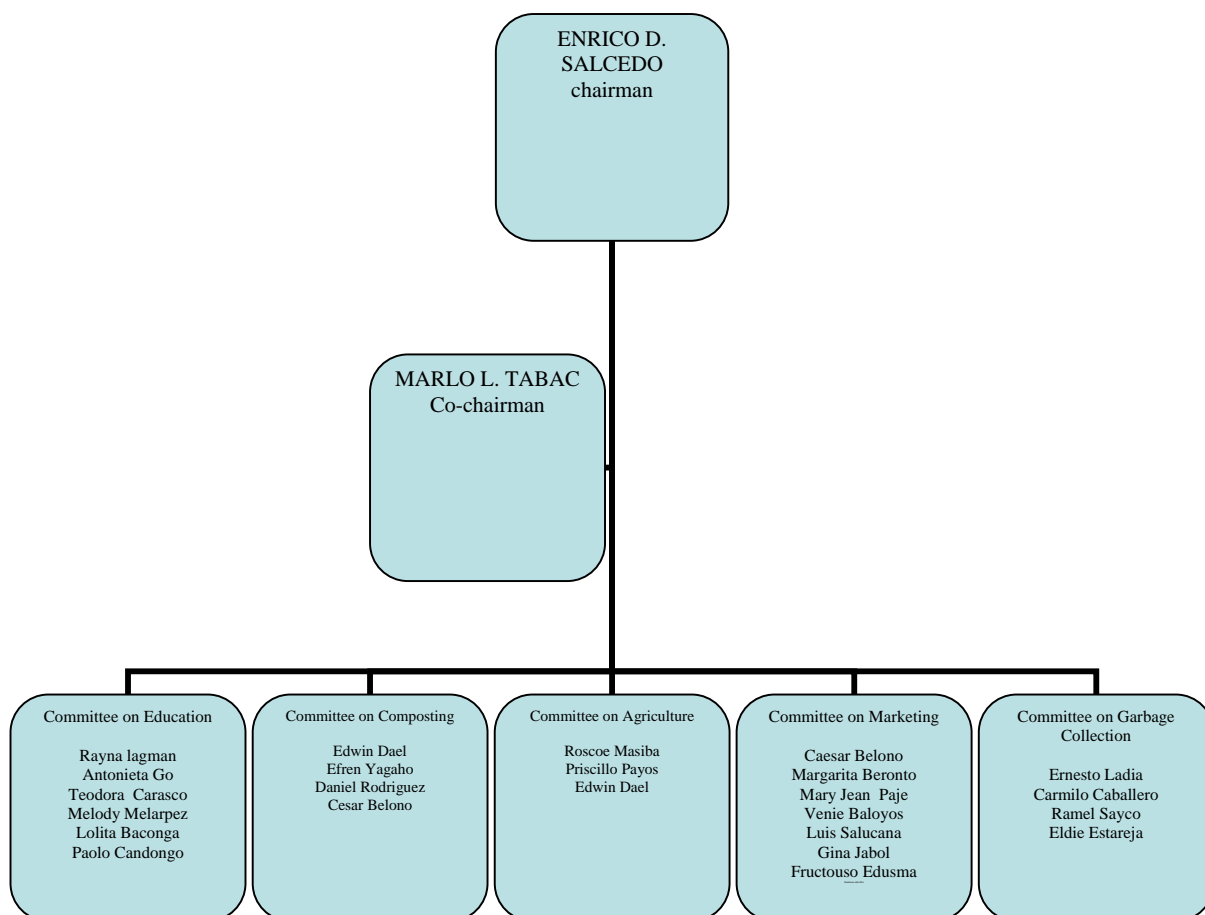 ENRICO D.
SALCEDO
chairman
MARLO L. TABAC
Co-chairman
Committee on Education
Rayna lagman
Antonieta Go
Teodora Carasco
Melody Melarpez
Lolita Baconga
Paolo Candongo
Committee on Composting
Edwin Dael
Efren Yagaho
Daniel Rodriguez
Cesar Belono
Committee on Agriculture
Roscoe Masiba
Priscillo Payos
Edwin Dael
Committee on Marketing
Caesar Belono
Margarita Beronto
Mary Jean Paje
Venie Baloyos
Luis Salucana
Gina Jabol
Fructouso Edusma
Committee on Garbage
Collection
Ernesto Ladia
Carmilo Caballero
Ramel Sayco
Eldie Estareja